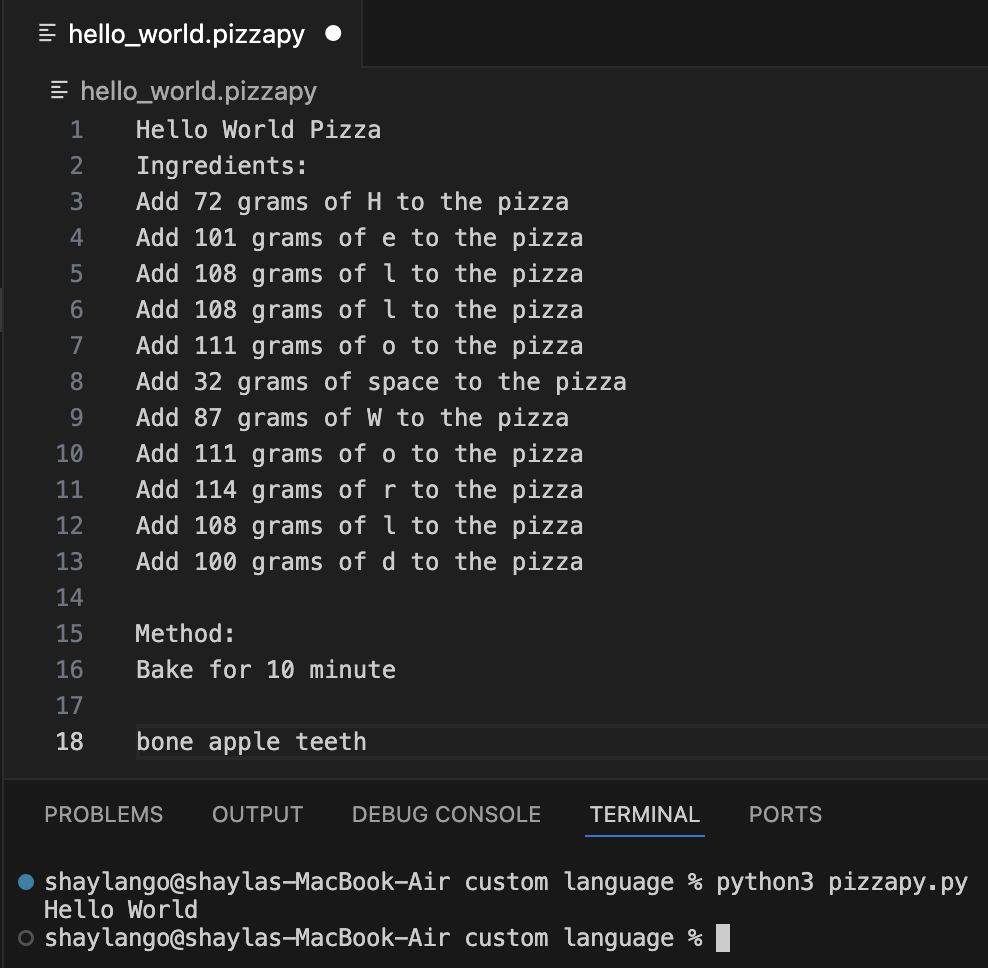 hello_world.pizzapy
hello_world.pizzapy
1 Hello World Pizza
2 Ingredients:
3 Add 72 grams of H to the pizza
4 Add 101 grams of e to the pizza
5 Add 108 grams of l to the pizza
6 Add 108 grams of l to the pizza
7 Add 111 grams of o to the pizza
8 Add 32 grams of space to the pizza
9 Add 87 grams of W to the pizza
10 Add 111 grams of o to the pizza
11 Add 114 grams of r to the pizza
12 Add 108 grams of l to the pizza
13 Add 100 grams of d to the pizza
14
15 Method:
16 Bake for 10 minute
17
18 bone apple teeth
PROBLEMS OUTPUT DEBUG CONSOLE TERMINAL PORTS
shaylango@shaylas-MacBook-Air custom language % python3 pizzapy.py
Hello World
shaylango@shaylas-MacBook-Air custom language %